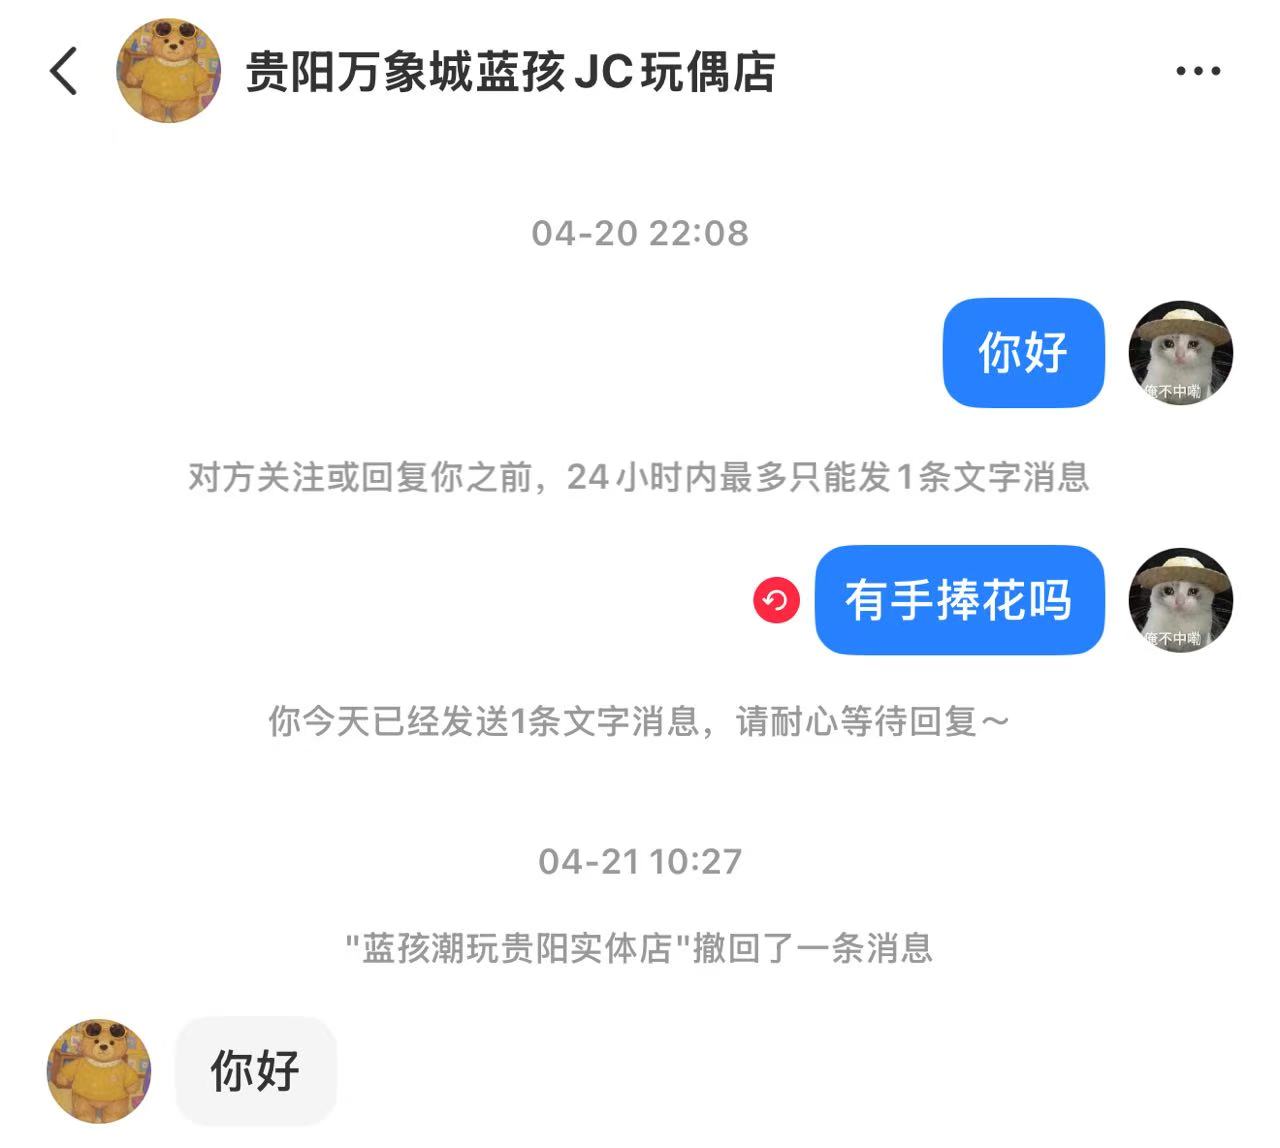 贵阳万象城蓝孩JC玩偶店
04-20 22:08
你好
俺不中嘞
对方关注或回复你之前，24小时内最多只能发1条文字消息
有手捧花吗
俺不中嘞
你今天已经发送1条文字消息，请耐心等待回复～
04-21 10:27
"蓝孩潮玩贵阳实体店"撤回了一条消息
你好